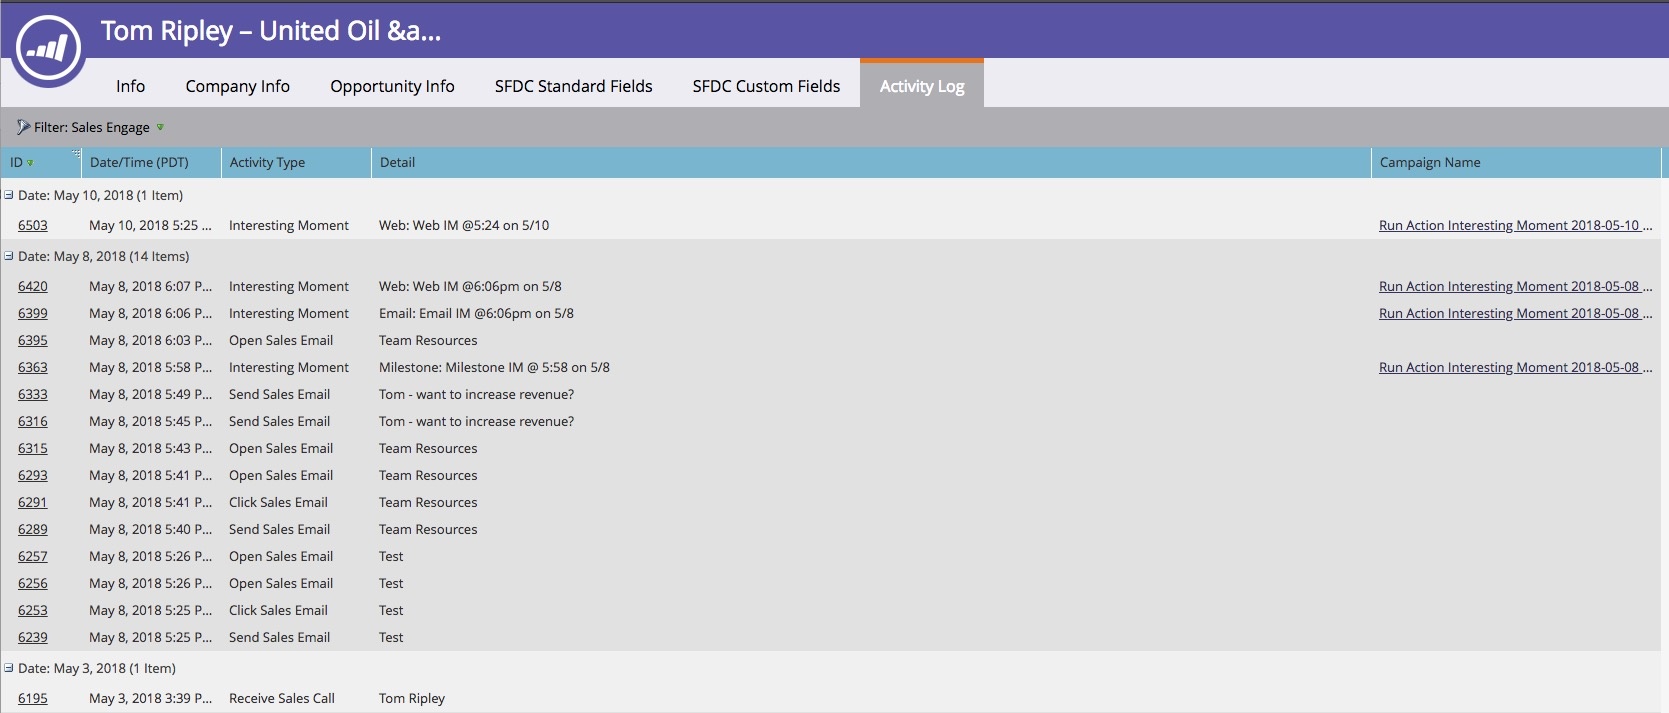 Tom Ripley – United Oil &a...
Info Company Info Opportunity Info SFDC Standard Fields SFDC Custom Fields Activity Log
Filter: Sales Engage
ID Date/Time (PDT) Activity Type Detail Campaign Name
Date: May 10, 2018 (1 Item)
6503 May 10, 2018 5:25 ... Interesting Moment Web: Web IM @5:24 on 5/10 Run Action Interesting Moment 2018-05-10 ...
Date: May 8, 2018 (14 Items)
6420 May 8, 2018 6:07 P... Interesting Moment Web: Web IM @6:06pm on 5/8 Run Action Interesting Moment 2018-05-08 ...
6399 May 8, 2018 6:06 P... Interesting Moment Email: Email IM @6:06pm on 5/8 Run Action Interesting Moment 2018-05-08 ...
6395 May 8, 2018 6:03 P... Open Sales Email Team Resources
6363 May 8, 2018 5:58 P... Interesting Moment Milestone: Milestone IM @ 5:58 on 5/8 Run Action Interesting Moment 2018-05-08 ...
6333 May 8, 2018 5:49 P... Send Sales Email Tom - want to increase revenue?
6316 May 8, 2018 5:45 P... Send Sales Email Tom - want to increase revenue?
6315 May 8, 2018 5:43 P... Open Sales Email Team Resources
6293 May 8, 2018 5:41 P... Open Sales Email Team Resources
6291 May 8, 2018 5:41 P... Click Sales Email Team Resources
6289 May 8, 2018 5:40 P... Send Sales Email Team Resources
6257 May 8, 2018 5:26 P... Open Sales Email Test
6256 May 8, 2018 5:26 P... Open Sales Email Test
6253 May 8, 2018 5:25 P... Click Sales Email Test
6239 May 8, 2018 5:25 P... Send Sales Email Test
Date: May 3, 2018 (1 Item)
6195 May 3, 2018 3:39 P... Receive Sales Call Tom Ripley